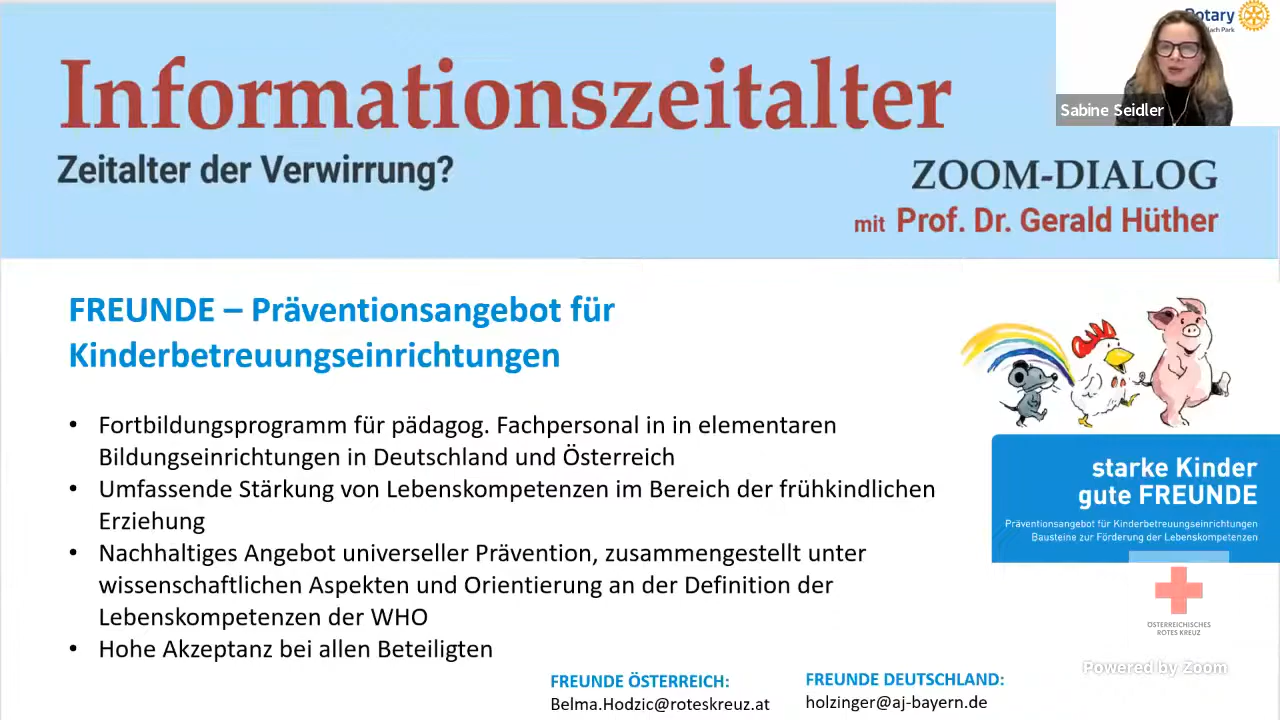 Informationszeitalter
Zeitalter der Verwirrung?
ZOOM-DIALOG
mit Prof. Dr. Gerald Hüther
Sabine Seidler
FREUNDE – Präventionsangebot für
Kinderbetreuungseinrichtungen
• Fortbildungsprogramm für pädagog. Fachpersonal in in elementaren
Bildungseinrichtungen in Deutschland und Österreich
• Umfassende Stärkung von Lebenskompetenzen im Bereich der frühkindlichen
Erziehung
• Nachhaltiges Angebot universeller Prävention, zusammengestellt unter
wissenschaftlichen Aspekten und Orientierung an der Definition der
Lebenskompetenzen der WHO
• Hohe Akzeptanz bei allen Beteiligten
starke Kinder
gute FREUNDE
Präventionsangebot für Kinderbetreuungseinrichtungen
Bausteine zur Förderung der Lebenskompetenzen
ÖSTERREICHISCHES
ROTES KREUZ
Powered by Zoom
FREUNDE ÖSTERREICH:
Belma.Hodzic@roteskreuz.at
FREUNDE DEUTSCHLAND:
holzinger@aj-bayern.de